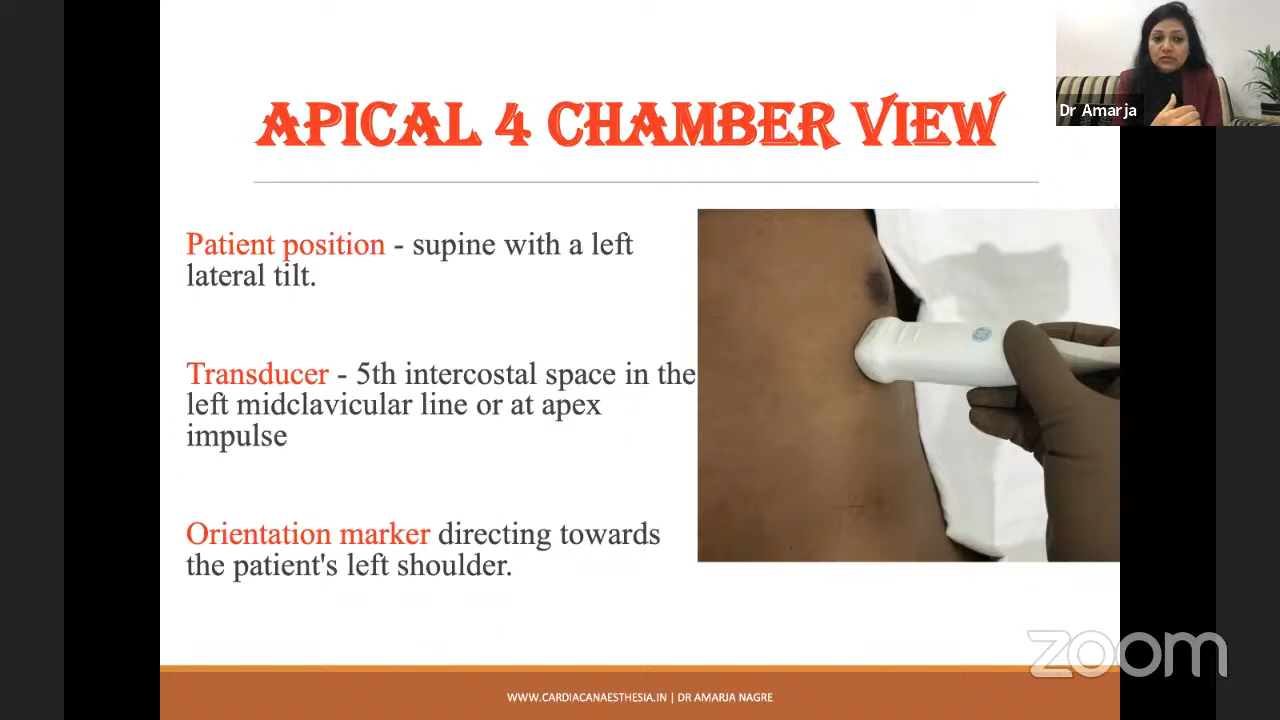 APICAL 4 CHAMBER VIEW
Dr Amarja
Patient position - supine with a left
lateral tilt.
Transducer - 5th intercostal space in the
left midclavicular line or at apex
impulse
Orientation marker directing towards
the patient's left shoulder.
zoom
WWW.CARDIACANAESTHESIA.IN | DR AMARJA NAGRE